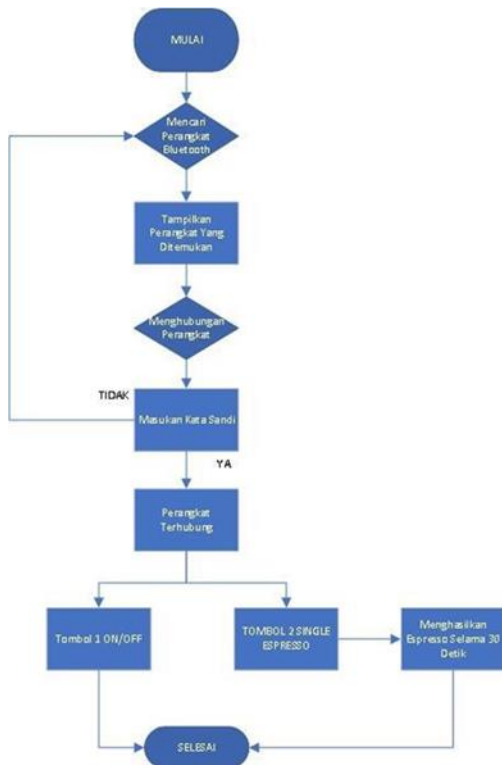 MULAI
Mencari
Perangkat
Bluetooth
Tampilkan
Perangkat Yang
Ditemukan
Menghubungan
Perangkat
TIDAK
Masukan Kata Sandi
YA
Perangkat
Terhubung
Tombol 1 ON/OFF
TOMBOL 2 SINGLE
ESPRESSO
Menghasilkan
Espresso Selama 30
Detik
SELESAI